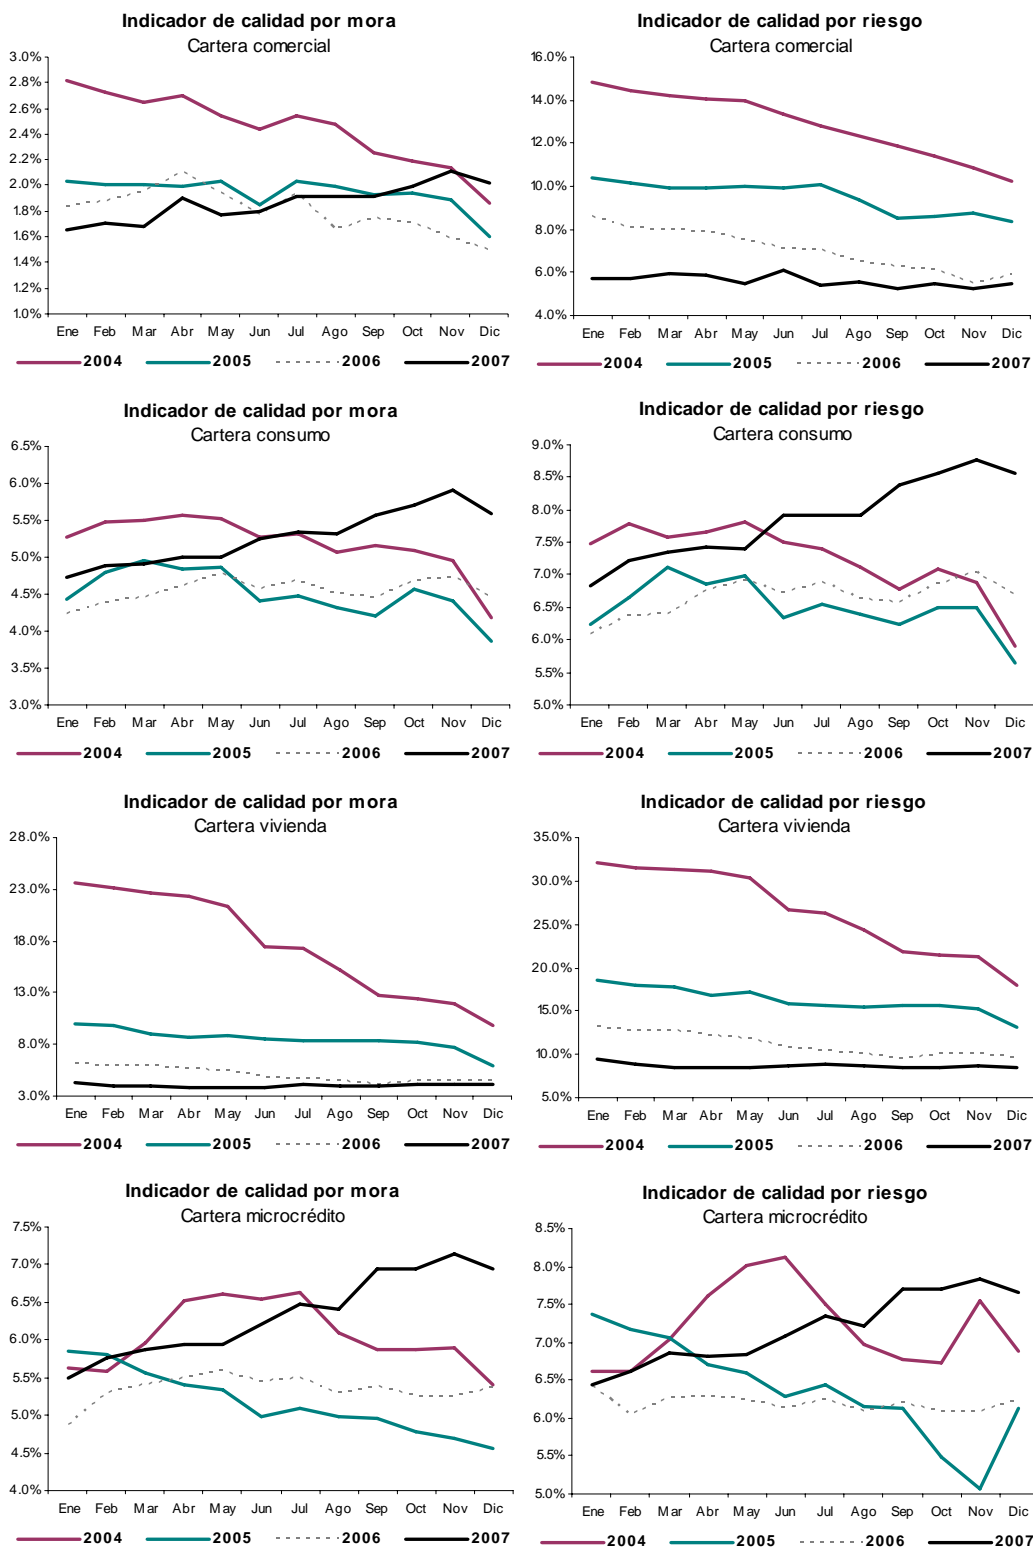 Indicador de calidad por mora
Cartera comercial
3.0%
2.8%
2.6%
2.4%
2.2%
2.0%
1.8%
1.6%
1.4%
1.2%
1.0%
Ene Feb Mar Abr May Jun Jul Ago Sep Oct Nov Dic
2004 2005 2006 2007
Indicador de calidad por riesgo
Cartera comercial
16.0%
14.0%
12.0%
10.0%
8.0%
6.0%
4.0%
Ene Feb Mar Abr May Jun Jul Ago Sep Oct Nov Dic
2004 2005 2006 2007
Indicador de calidad por mora
Cartera consumo
6.5%
6.0%
5.5%
5.0%
4.5%
4.0%
3.5%
3.0%
Ene Feb Mar Abr May Jun Jul Ago Sep Oct Nov Dic
2004 2005 2006 2007
Indicador de calidad por riesgo
Cartera consumo
9.0%
8.5%
8.0%
7.5%
7.0%
6.5%
6.0%
5.5%
5.0%
Ene Feb Mar Abr May Jun Jul Ago Sep Oct Nov Dic
2004 2005 2006 2007
Indicador de calidad por mora
Cartera vivienda
28.0%
23.0%
18.0%
13.0%
8.0%
3.0%
Ene Feb Mar Abr May Jun Jul Ago Sep Oct Nov Dic
2004 2005 2006 2007
Indicador de calidad por riesgo
Cartera vivienda
35.0%
30.0%
25.0%
20.0%
15.0%
10.0%
5.0%
Ene Feb Mar Abr May Jun Jul Ago Sep Oct Nov Dic
2004 2005 2006 2007
Indicador de calidad por mora
Cartera microcrédito
7.5%
7.0%
6.5%
6.0%
5.5%
5.0%
4.5%
4.0%
Ene Feb Mar Abr May Jun Jul Ago Sep Oct Nov Dic
2004 2005 2006 2007
Indicador de calidad por riesgo
Cartera microcrédito
8.5%
8.0%
7.5%
7.0%
6.5%
6.0%
5.5%
5.0%
Ene Feb Mar Abr May Jun Jul Ago Sep Oct Nov Dic
2004 2005 2006 2007